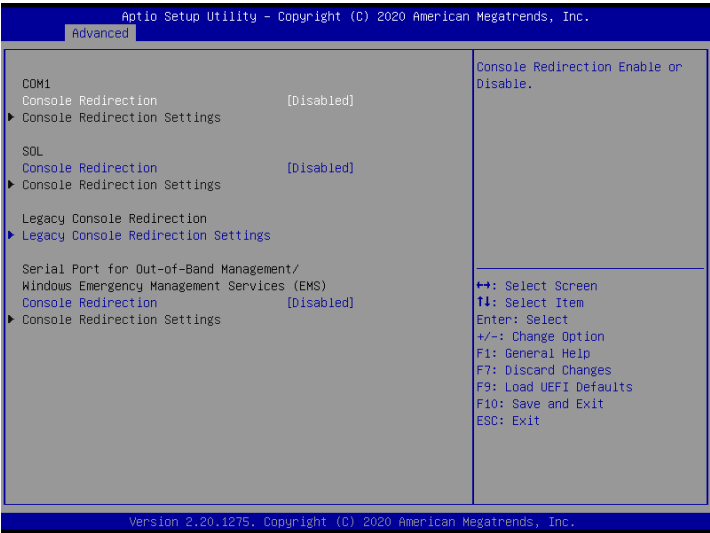 Aptio Setup Utility – Copyright (C) 2020 American Megatrends, Inc.
Advanced
COM1
Console Redirection [Disabled]
▶ Console Redirection Settings
SOL
Console Redirection [Disabled]
▶ Console Redirection Settings
Legacy Console Redirection
▶ Legacy Console Redirection Settings
Serial Port for Out-of-Band Management/
Windows Emergency Management Services (EMS)
Console Redirection [Disabled]
▶ Console Redirection Settings
Console Redirection Enable or
Disable.
↔: Select Screen
↑↓: Select Item
Enter: Select
+/-: Change Option
F1: General Help
F7: Discard Changes
F9: Load UEFI Defaults
F10: Save and Exit
ESC: Exit
Version 2.20.1275. Copyright (C) 2020 American Megatrends, Inc.